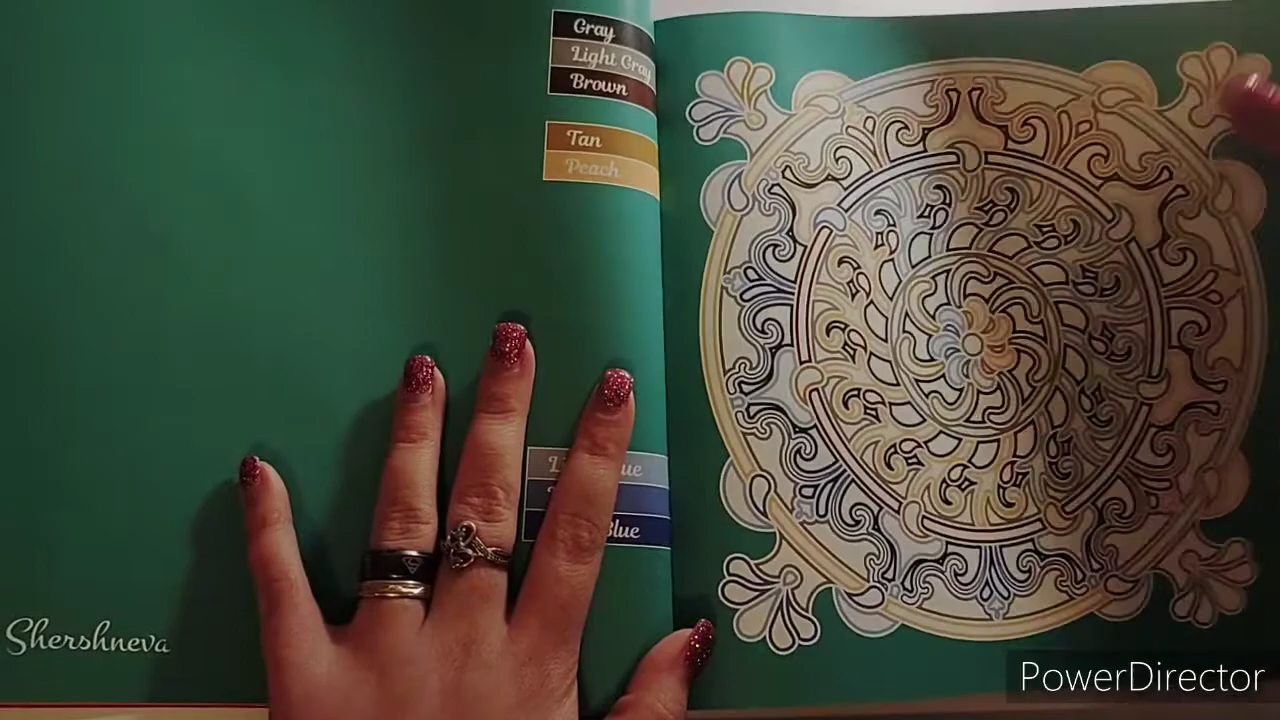 Gray
Light Gray
Brown
Tan
Peach
Blue
Shershneva
PowerDirector